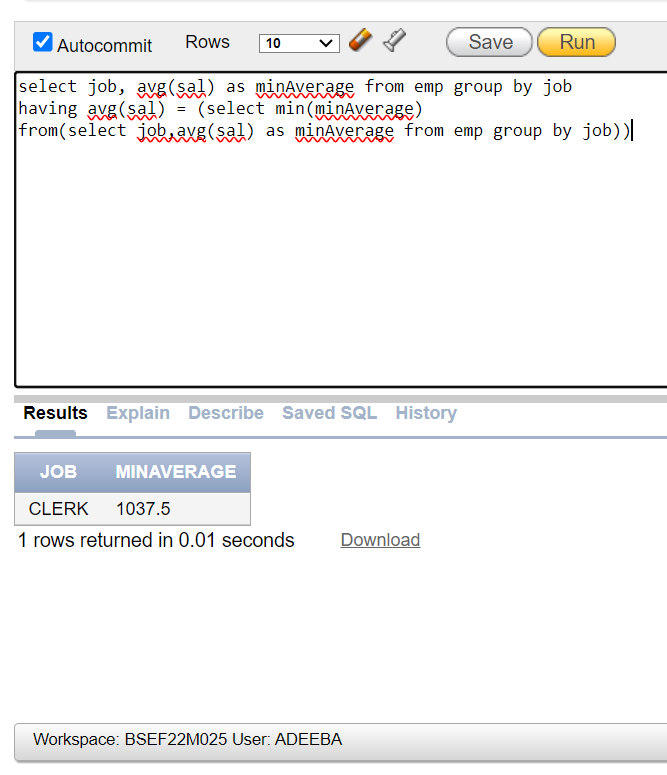 Autocommit Rows 10 Save Run
select job, avg(sal) as minAverage from emp group by job
having avg(sal) = (select min(minAverage)
from(select job,avg(sal) as minAverage from emp group by job))
Results Explain Describe Saved SQL History
JOB MINAVERAGE
CLERK 1037.5
1 rows returned in 0.01 seconds Download
Workspace: BSEF22M025 User: ADEEBA